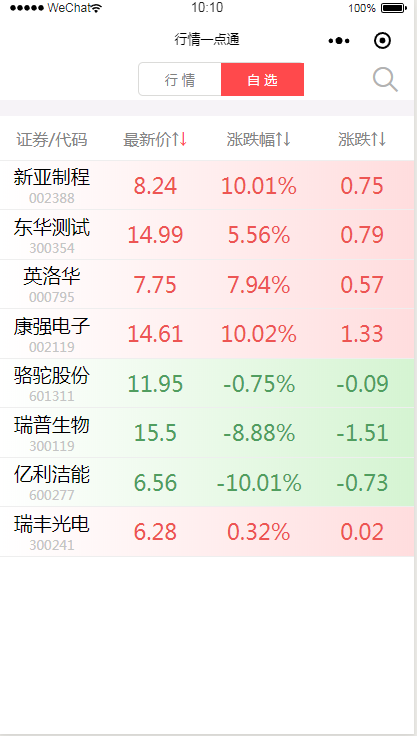 ●●●●● WeChat 10:10 100%
行情一点通
行 情 自 选
证券/代码 最新价↑↓ 涨跌幅↑↓ 涨跌↑↓
新亚制程 8.24 10.01% 0.75
002388
东华测试 14.99 5.56% 0.79
300354
英洛华 7.75 7.94% 0.57
000795
康强电子 14.61 10.02% 1.33
002119
骆驼股份 11.95 -0.75% -0.09
601311
瑞普生物 15.5 -8.88% -1.51
300119
亿利洁能 6.56 -10.01% -0.73
600277
瑞丰光电 6.28 0.32% 0.02
300241